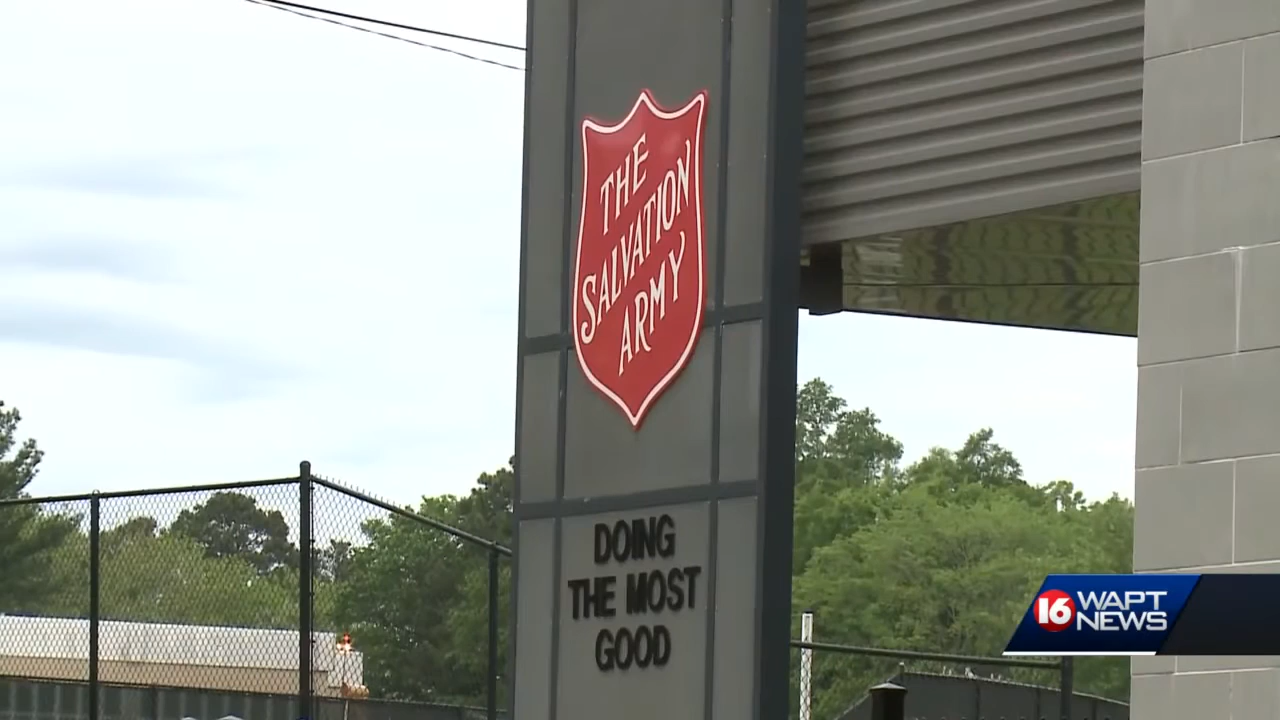 THE
SALVATION
ARMY
DOING
THE MOST
GOOD
16 WAPT
NEWS